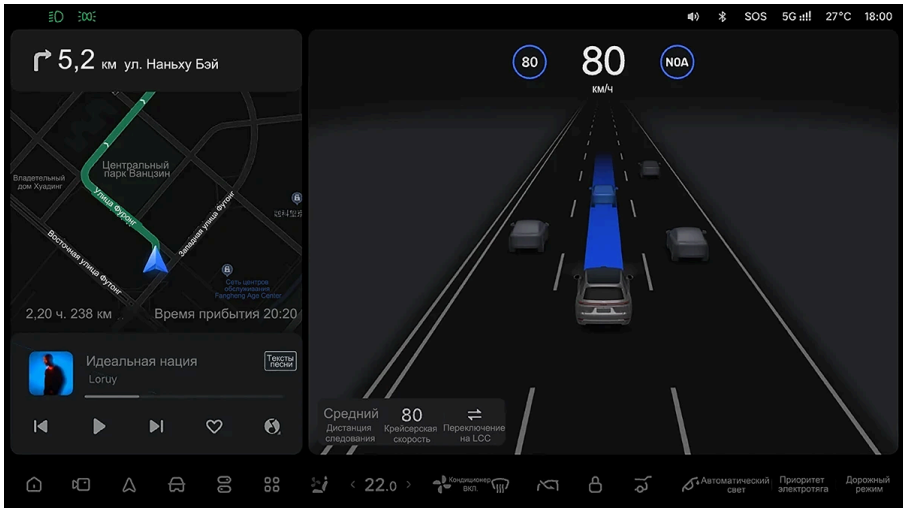 SOS 5G 27°C 18:00
5,2 км ул. Наньху Бэй
80 80 NOA
км/ч
Центральный
парк Ванцзин
Владетельный
дом Хуадинг
Улица Фуронг
Западная улица Футонг
Восточная улица Футонг
Сеть центров
обслуживания
Fangheng Aga Center
2,20 ч. 238 км Время прибытия 20:20
Идеальная нация
Loruy
Тексты
песни
Средний
Дистанция
следования
80
Крейсерская
скорость
Переключение
на LCC
22.0
Кондиционер
ВКЛ.
Автоматический
свет
Приоритет
электротяга
Дорожный
режим